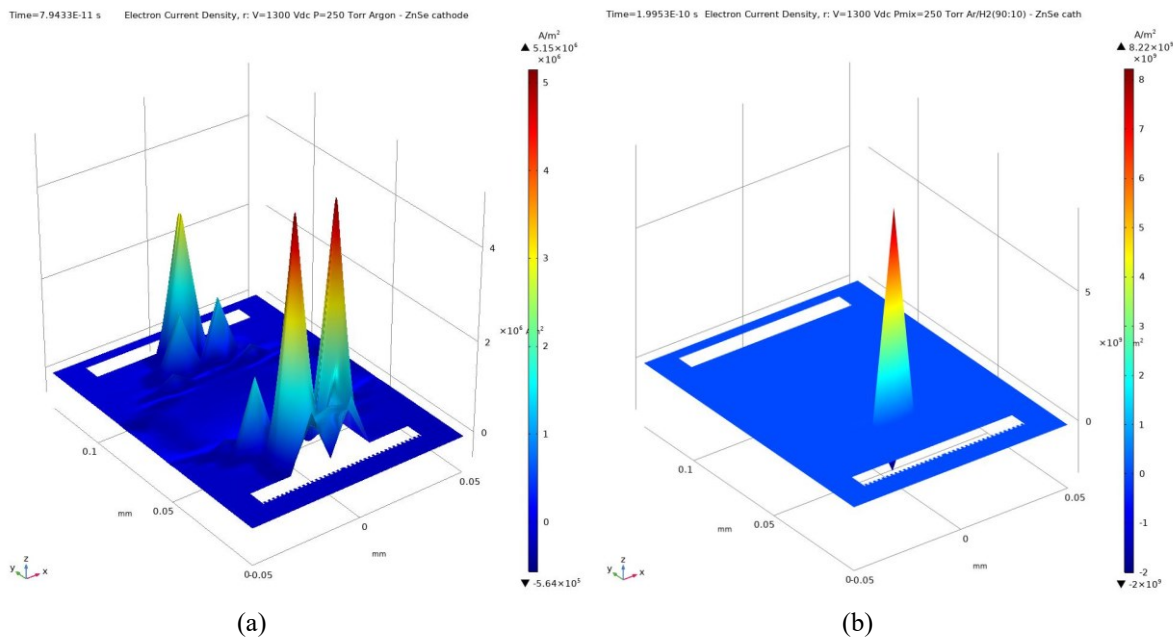 Time=7.9433E-11 s Electron Current Density, r: V=1300 Vdc P=250 Torr Argon - ZnSe cathode
A/m²
▲ 5.15×10⁶
×10⁶
5
4
3
2
1
0
▼ -5.64×10⁵
4
2
0
×10⁶ A/m²
0.1
0.05
0
mm
-0.05
0
0.05
mm
y z x
(a)
Time=1.9953E-10 s Electron Current Density, r: V=1300 Vdc Pmix=250 Torr Ar/H2(90:10) - ZnSe cath
A/m²
▲ 8.22×10⁹
×10⁹
8
7
6
5
4
3
2
1
0
-1
-2
▼ -2×10⁹
5
0
×10⁹ m²
0.1
0.05
0
mm
-0.05
0
0.05
mm
y z x
(b)